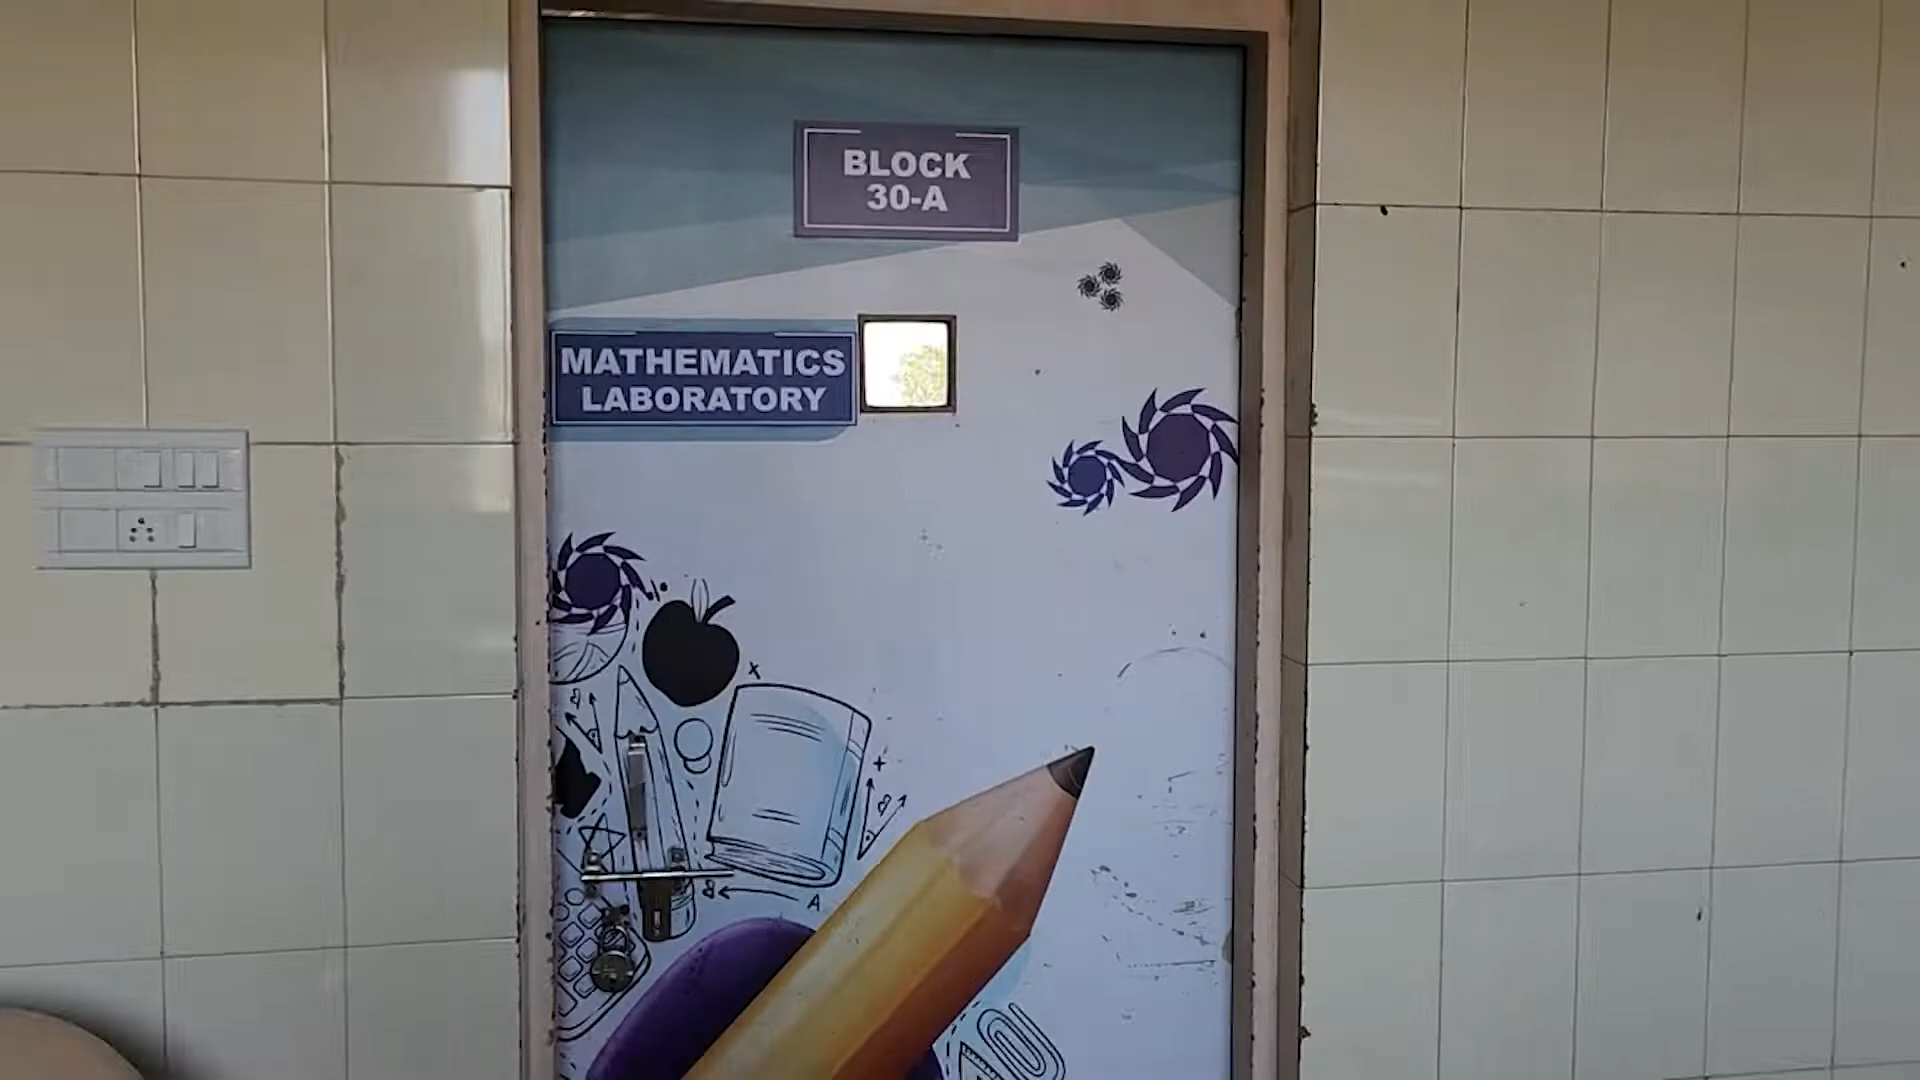 BLOCK
30-A
MATHEMATICS
LABORATORY
x
+
B
B
B
A